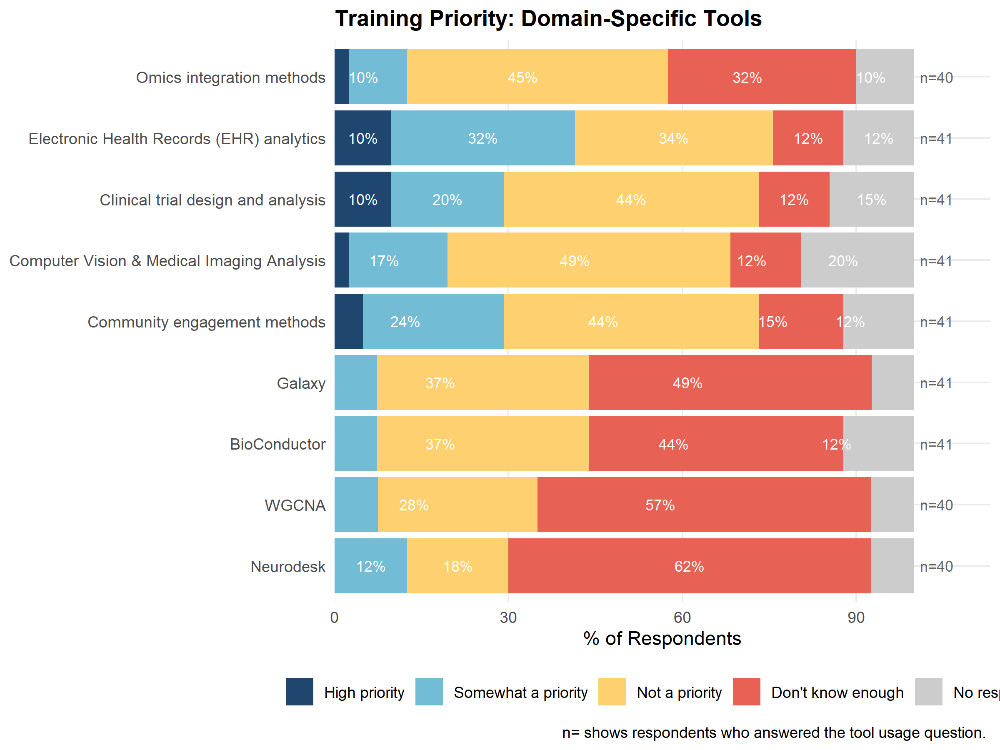 Training Priority: Domain-Specific Tools
Omics integration methods 10% 45% 32% 10% n=40
Electronic Health Records (EHR) analytics 10% 32% 34% 12% 12% n=41
Clinical trial design and analysis 10% 20% 44% 12% 15% n=41
Computer Vision & Medical Imaging Analysis 17% 49% 12% 20% n=41
Community engagement methods 24% 44% 15% 12% n=41
Galaxy 37% 49% n=41
BioConductor 37% 44% 12% n=41
WGCNA 28% 57% n=40
Neurodesk 12% 18% 62% n=40
0 30 60 90
% of Respondents
High priority Somewhat a priority Not a priority Don't know enough No resp
n= shows respondents who answered the tool usage question.